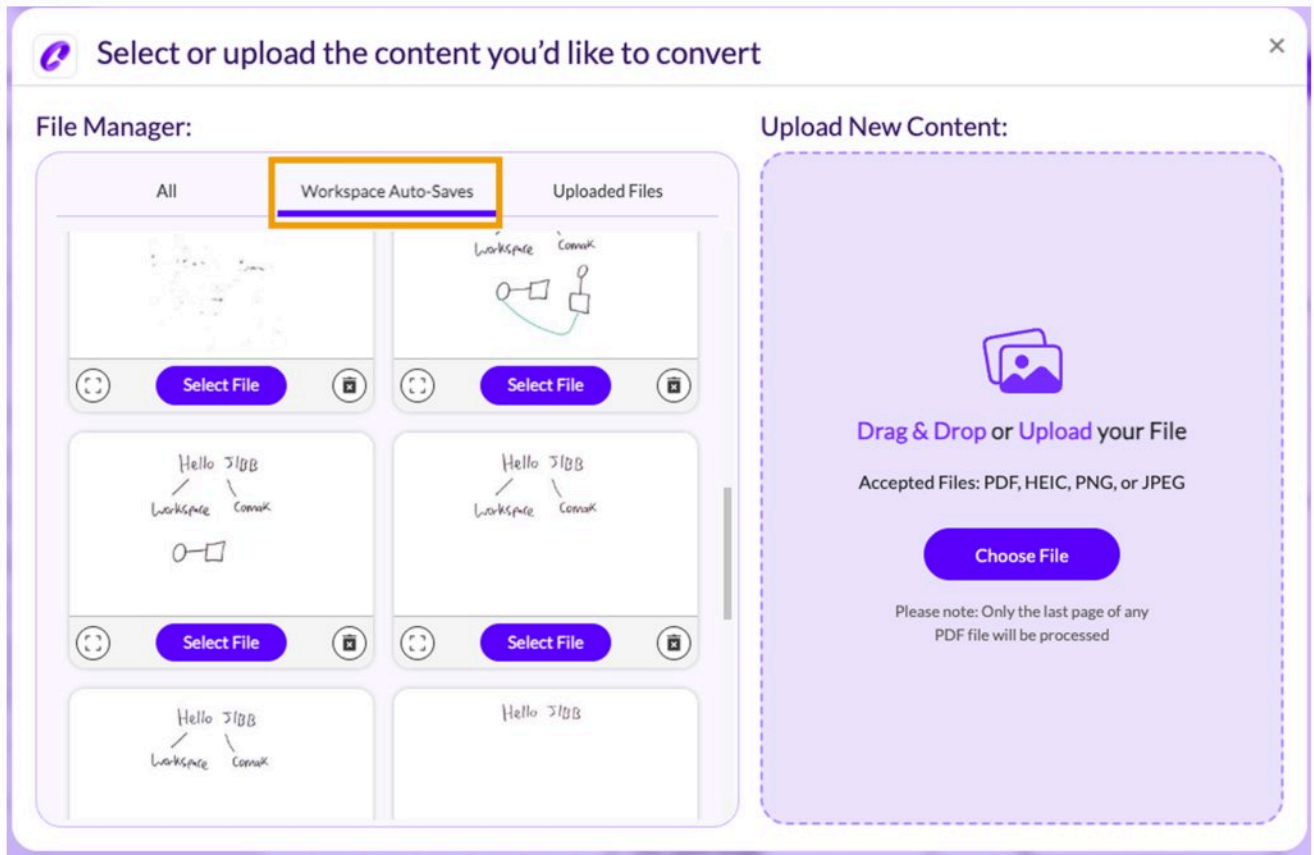 Select or upload the content you’d like to convert
File Manager:
All
Workspace Auto-Saves
Uploaded Files
Workspace
Select File
Select File
Hello
Workspace
Select File
Hello
Workspace
Select File
Hello
Workspace
Hello
Upload New Content:
Drag & Drop or Upload your File
Accepted Files: PDF, HEIC, PNG, or JPEG
Choose File
Please note: Only the last page of any
PDF file will be processed